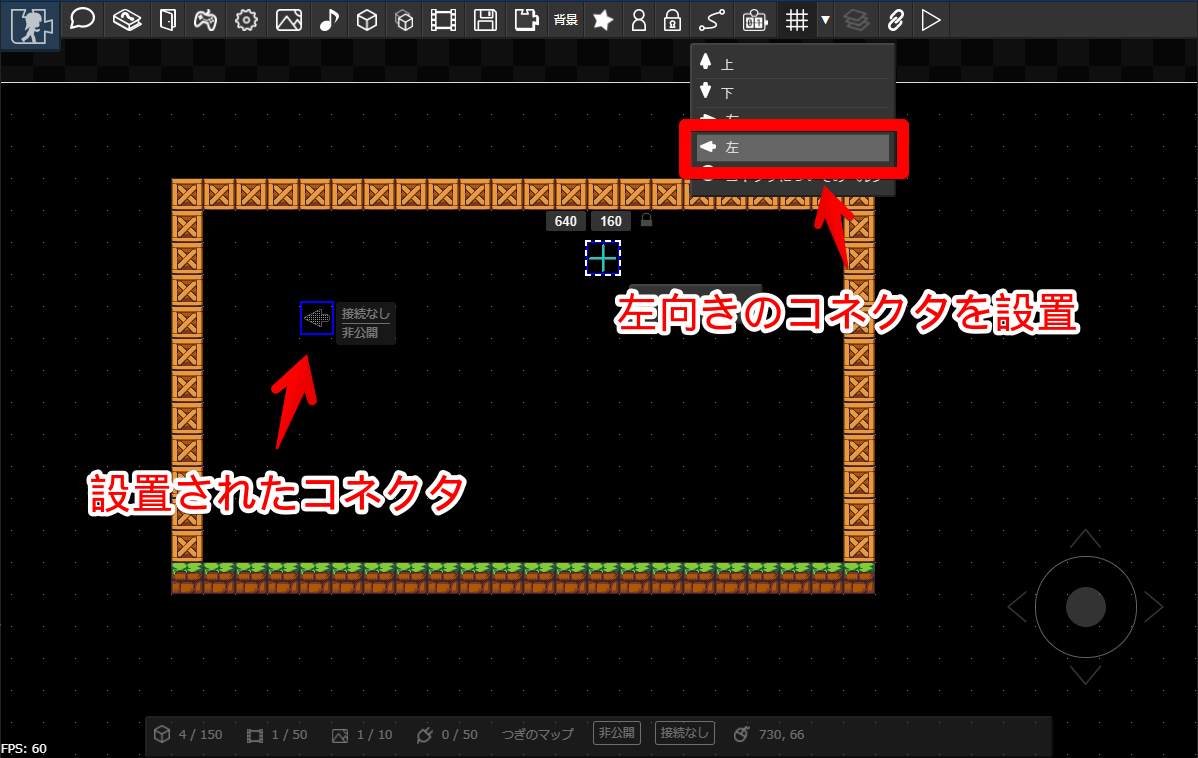 背景
上
下
左
640 160
接続なし
非公開
左向きのコネクタを設置
設置されたコネクタ
4 / 150
1 / 50
1 / 10
0 / 50
つぎのマップ
非公開
接続なし
730, 66
FPS: 60